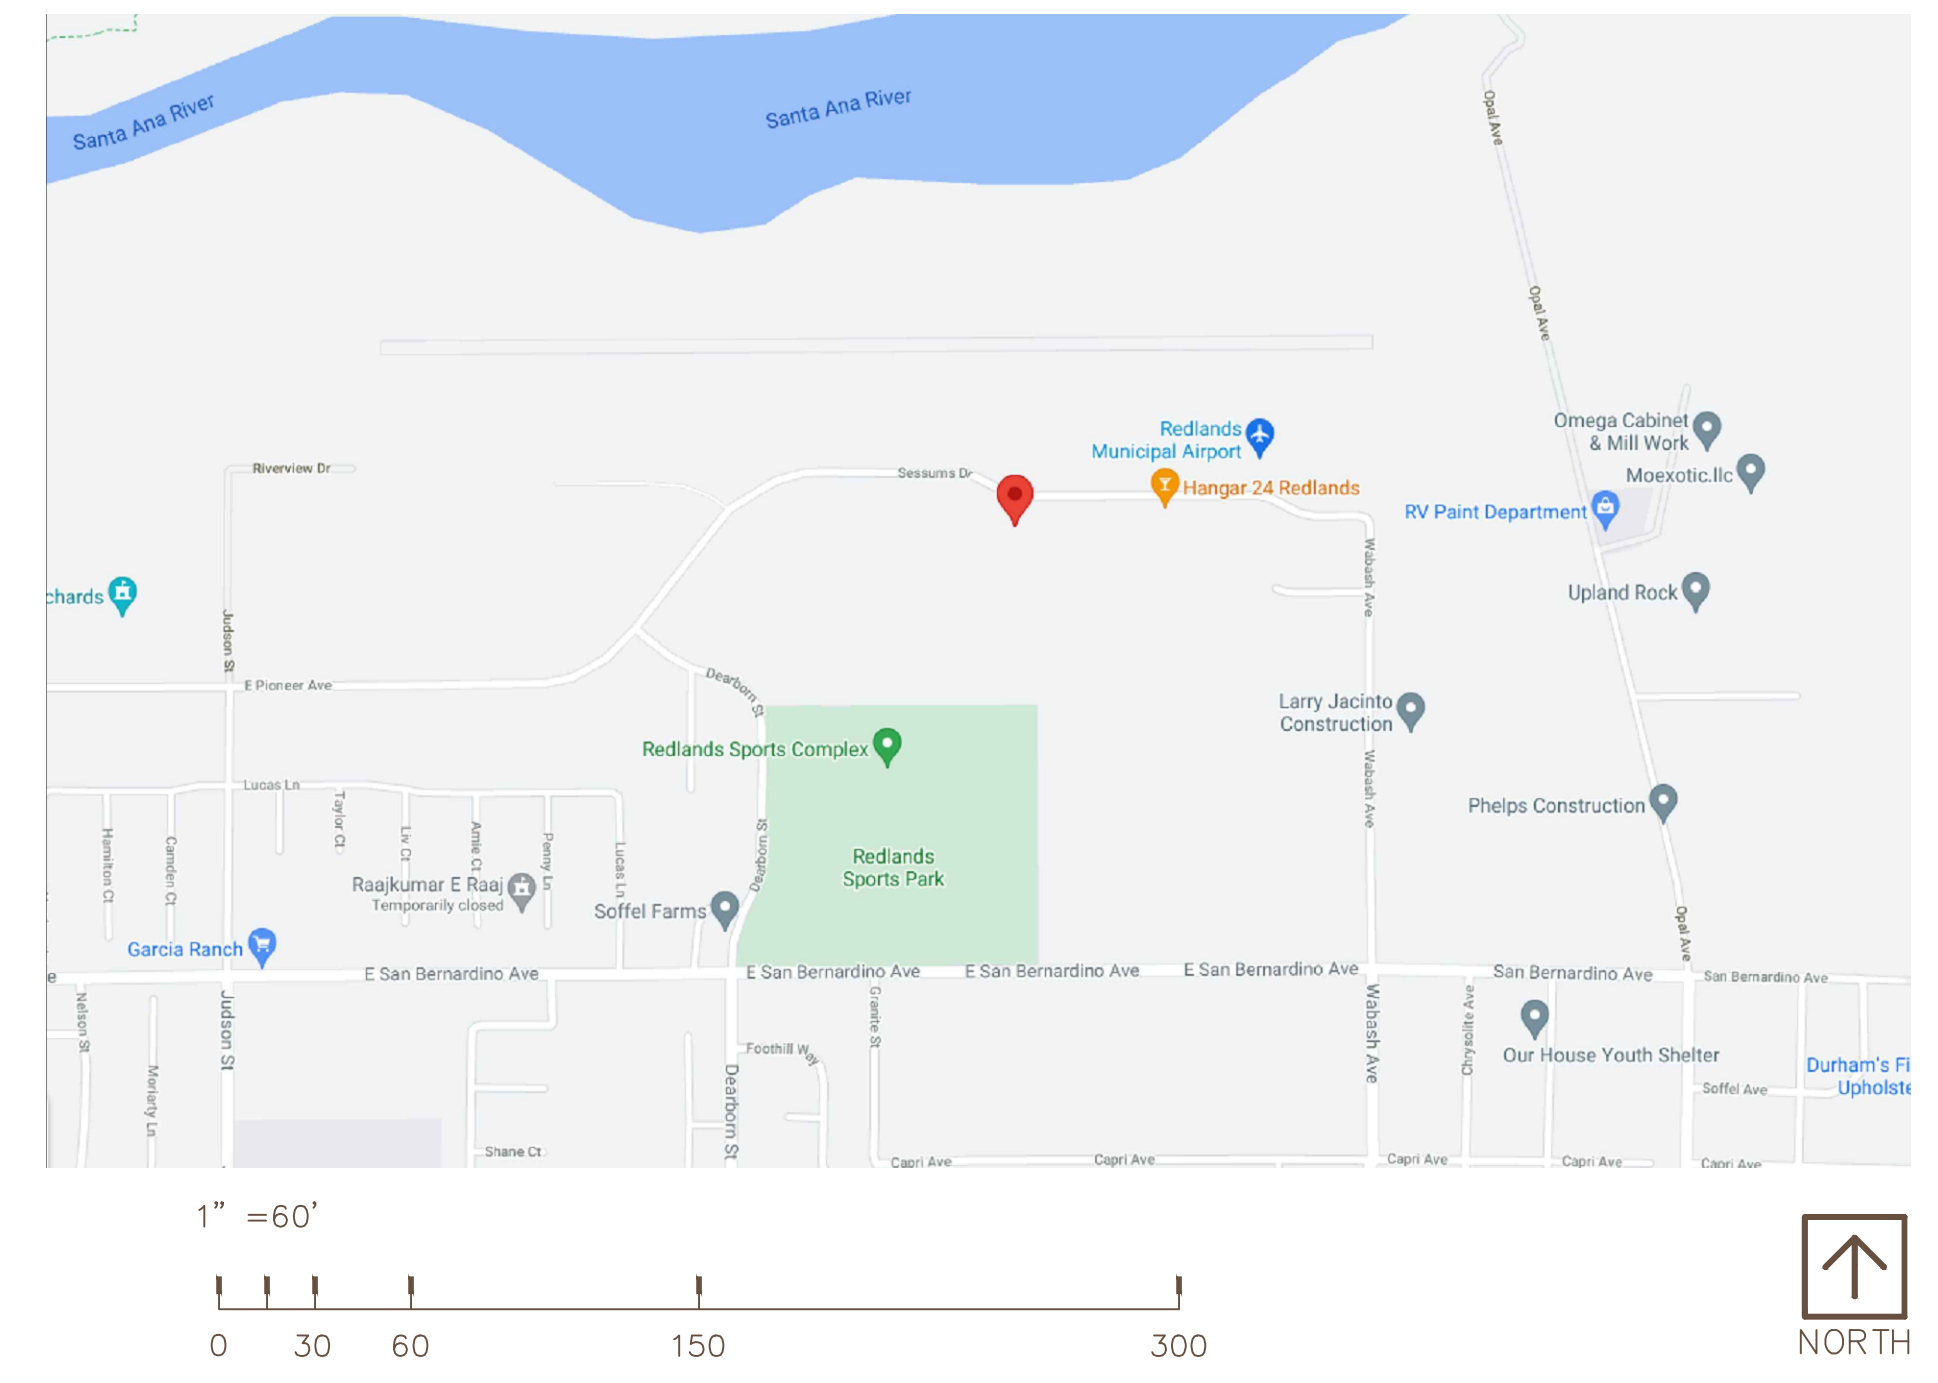 Santa Ana River
Santa Ana River
Opal Ave
Opal Ave
Omega Cabinet
& Mill Work
Moexotic.llc
Redlands
Municipal Airport
Hangar 24 Redlands
RV Paint Department
Riverview Dr
Sessums Dr
chards
Upland Rock
Judson St
Wabash Ave
E Pioneer Ave
Dearborn St
Larry Jacinto
Construction
Redlands Sports Complex
Wabash Ave
Phelps Construction
Lucas Ln
Hamilton Ct
Camden Ct
Taylor Ct
Liv Ct
Amie Ct
Penny Ln
Lucas Ln
Dearborn St
Redlands
Sports Park
Raajkumar E Raaj
Temporarily closed
Soffel Farms
Garcia Ranch
Opal Ave
e
E San Bernardino Ave
E San Bernardino Ave
E San Bernardino Ave
E San Bernardino Ave
San Bernardino Ave
San Bernardino Ave
Nelson St
Moriarty Ln
Judson St
Dearborn St
Foothill Way
Granite St
Wabash Ave
Chrysolite Ave
Our House Youth Shelter
Durham's Fi
Upholste
Soffel Ave
Shane Ct
Capri Ave
Capri Ave
Capri Ave
Capri Ave
Capri Ave
1" =60'
0 30 60 150 300
NORTH